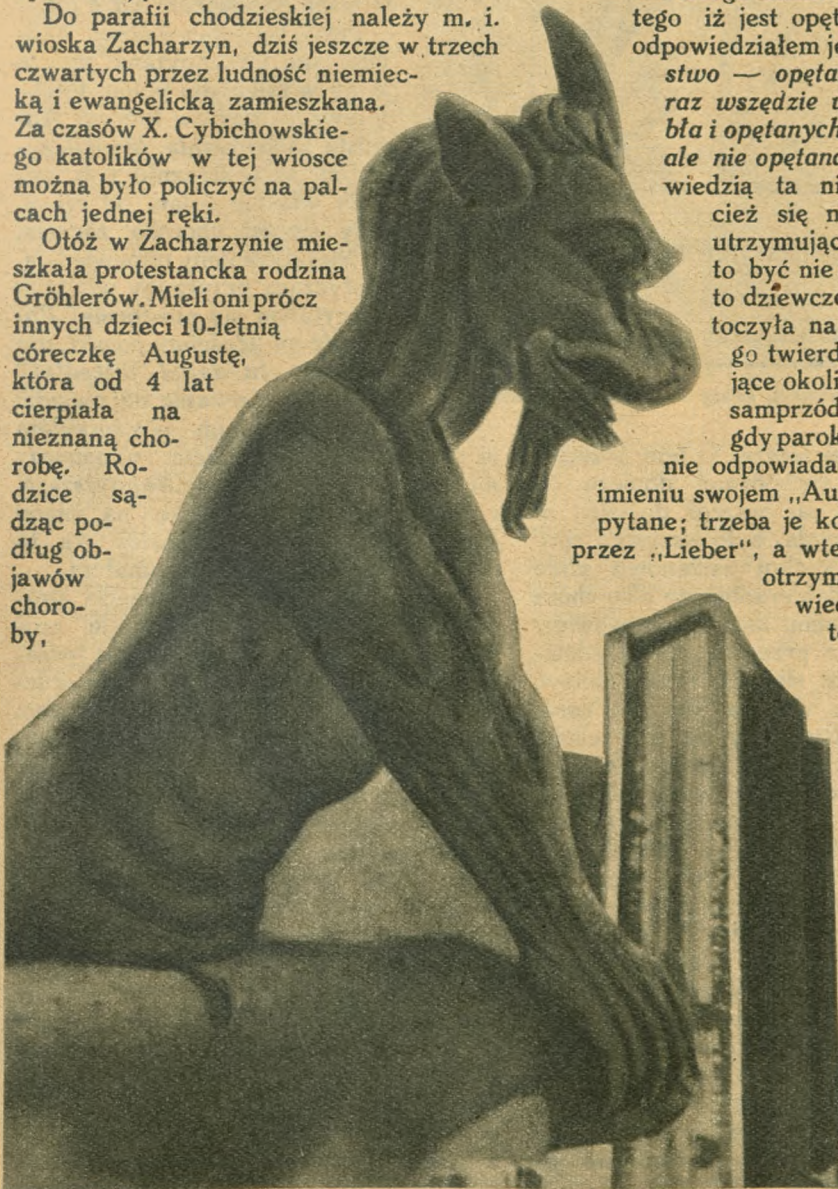 Do parafii chodzieskiej należy m. i.
wioska Zacharzyn, dziś jeszcze w trzech
czwartych przez ludność niemiec-
ką i ewangelicką zamieszkaną.
Za czasów X. Cybichowskie-
go katolików w tej wiosce
można było policzyć na pal-
cach jednej ręki.
Otóż w Zacharzynie mie-
szkała protestancka rodzina
Gröhlerów. Mieli oni prócz
innych dzieci 10-letnią
córeczkę Augustę,
która od 4 lat
cierpiała na
nieznaną cho-
robę. Ro-
dzice są-
dząc po-
dług ob-
jawów
choro-
by,
tego iż jest opęt
odpowiedziałem je
stwo — opęta
raz wszędzie
bła i opętanych
ale nie opętana
wiedzią ta ni
cież się n
utrzymując
to być nie
to dziewczę
toczyła na
go twierd
jące okoli
samprzód
gdy parok
nie odpowiada
imieniu swojem „Au
pytane; trzeba je ko
przez „Lieber“, a wte
otrzym
wied